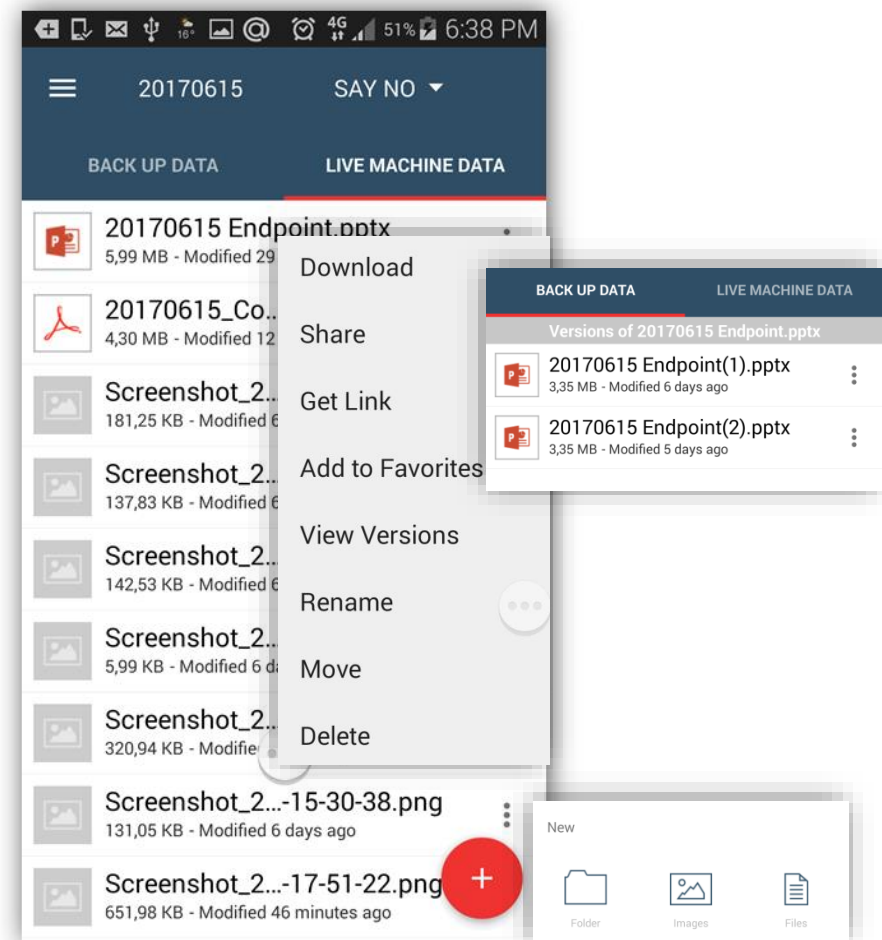 16° 4G 51% 6:38 PM
20170615 SAY NO
BACK UP DATA LIVE MACHINE DATA
20170615 Endpoint.pptx
5,99 MB - Modified 29
20170615_Co...
4,30 MB - Modified 12
Screenshot_2...
181,25 KB - Modified 6
Screenshot_2...
137,83 KB - Modified 6
Screenshot_2...
142,53 KB - Modified 6
Screenshot_2...
5,99 KB - Modified 6 da
Screenshot_2...
320,94 KB - Modifie
Screenshot_2...-15-30-38.png
131,05 KB - Modified 6 days ago
Screenshot_2...-17-51-22.png
651,98 KB - Modified 46 minutes ago
Download
Share
Get Link
Add to Favorites
View Versions
Rename
Move
Delete
BACK UP DATA LIVE MACHINE DATA
Versions of 20170615 Endpoint.pptx
20170615 Endpoint(1).pptx
3,35 MB - Modified 6 days ago
20170615 Endpoint(2).pptx
3,35 MB - Modified 5 days ago
New
Folder Images Files